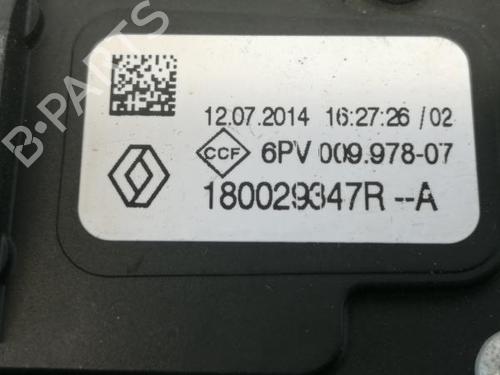 12.07.2014 16:27:26 /02
CCF 6PV 009.978-07
180029347R --A
B-PARTS